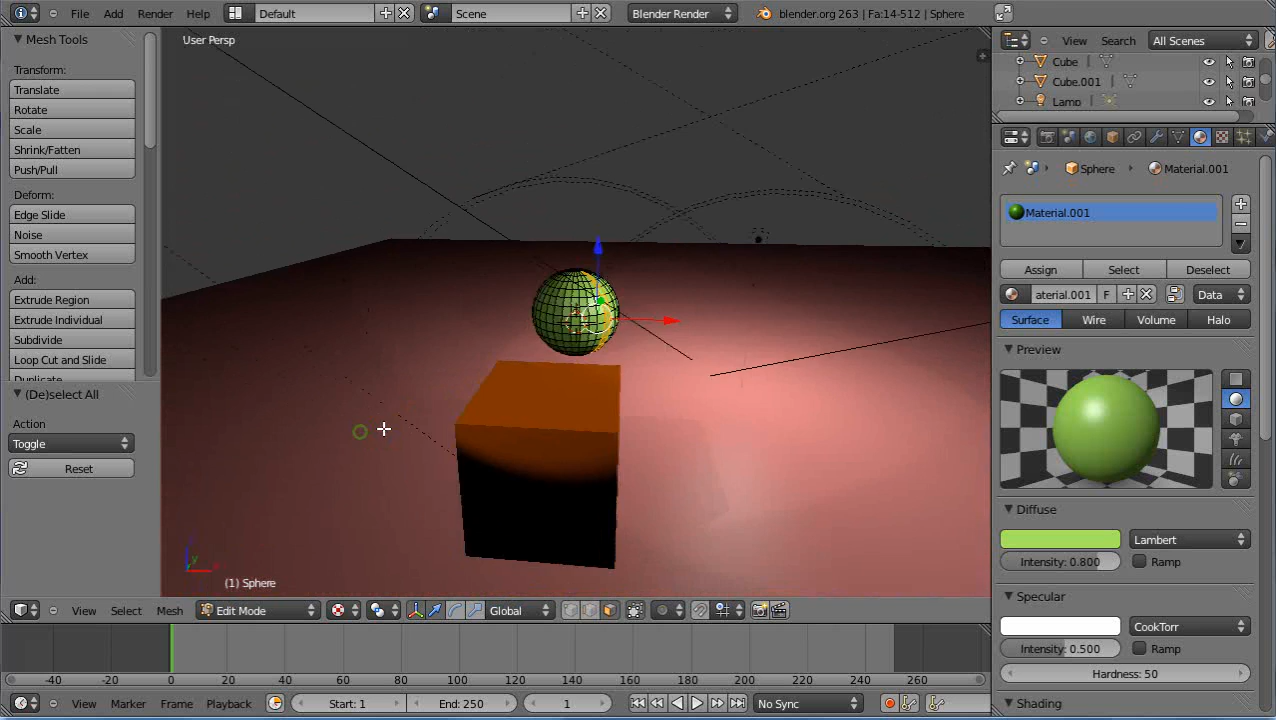 File Add Render Help Default Scene Blender Render blender.org 263 | Fa:14-512 | Sphere
Mesh Tools
Transform:
Translate
Rotate
Scale
Shrink/Fatten
Push/Pull
Deform:
Edge Slide
Noise
Smooth Vertex
Add:
Extrude Region
Extrude Individual
Subdivide
Loop Cut and Slide
Duplicate
(De)select All
Action
Toggle
Reset
User Persp
(1) Sphere
View Select Mesh Edit Mode Global
-40 -20 0 20 40 60 80 100 120 140 160 180 200 220 240 260
View Marker Frame Playback Start: 1 End: 250 1 No Sync
View Search All Scenes
Cube
Cube.001
Lamp
Sphere Material.001
Material.001
Assign Select Deselect
aterial.001 F Data
Surface Wire Volume Halo
Preview
Diffuse
Lambert
Intensity: 0.800 Ramp
Specular
CookTorr
Intensity: 0.500 Ramp
Hardness: 50
Shading